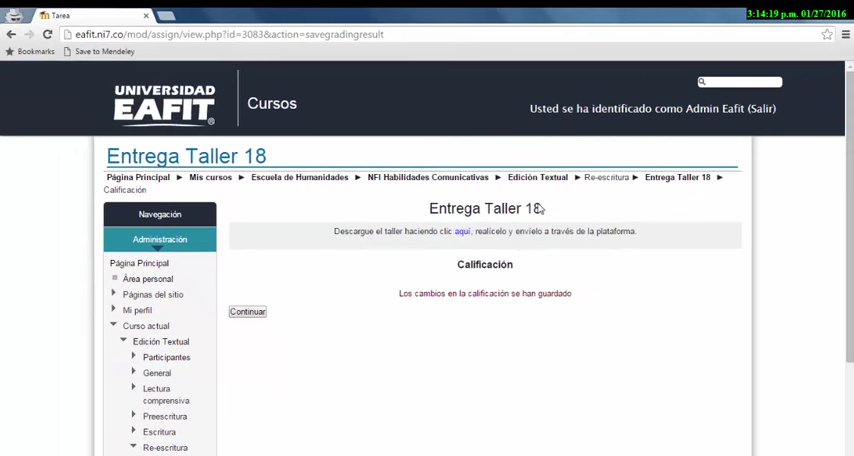 3:14:19 p.m. 01/27/2016
Tarea
eafit.ni7.co/mod/assign/view.php?id=3083&action=savegradingresult
Bookmarks Save to Mendeley
UNIVERSIDAD
EAFIT®
Cursos
Usted se ha identificado como Admin Eafit (Salir)
Entrega Taller 18
Página Principal ► Mis cursos ► Escuela de Humanidades ► NFI Habilidades Comunicativas ► Edición Textual ► Re-escritura ► Entrega Taller 18 ►
Calificación
Navegación
Administración
Página Principal
Área personal
Páginas del sitio
Mi perfil
Curso actual
Edición Textual
Participantes
General
Lectura
comprensiva
Preescritura
Escritura
Re-escritura
Entrega Taller 18
Descargue el taller haciendo clic aquí, realícelo y envíelo a través de la plataforma.
Calificación
Los cambios en la calificación se han guardado
Continuar